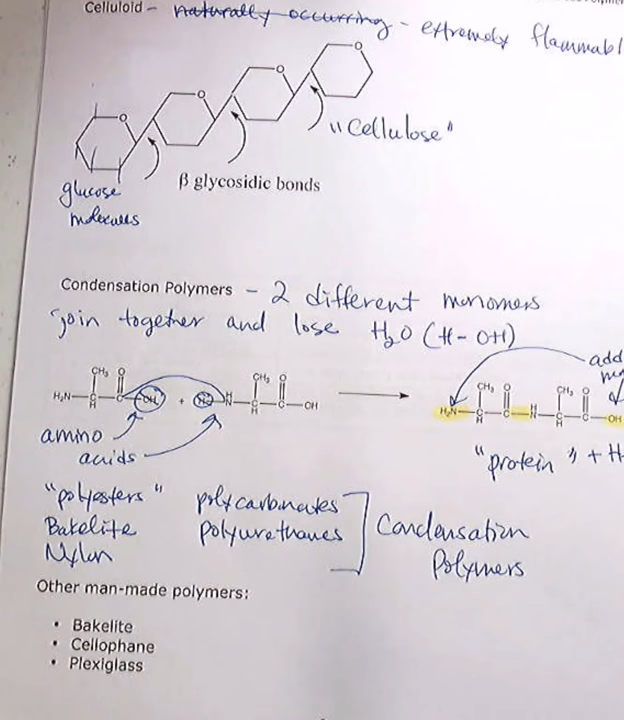 Celluloid - naturally occurring - extremely flammabl
"Cellulose"
β glycosidic bonds
glucose
molecules
Condensation Polymers - 2 different monomers
join together and lose H₂O (H-OH)
CH₃ O CH₃ O
H₂N-C-C-OH + H-N-C-C-OH
H H H
add
CH₃ O CH₃ O
H₂N-C-C-N-C-C-OH
H H H
amino
acids
"protein" + H
"polyesters" polycarbonates
Bakelite Polyurethanes Condensation
Nylon Polymers
Other man-made polymers:
• Bakelite
• Cellophane
• Plexiglass